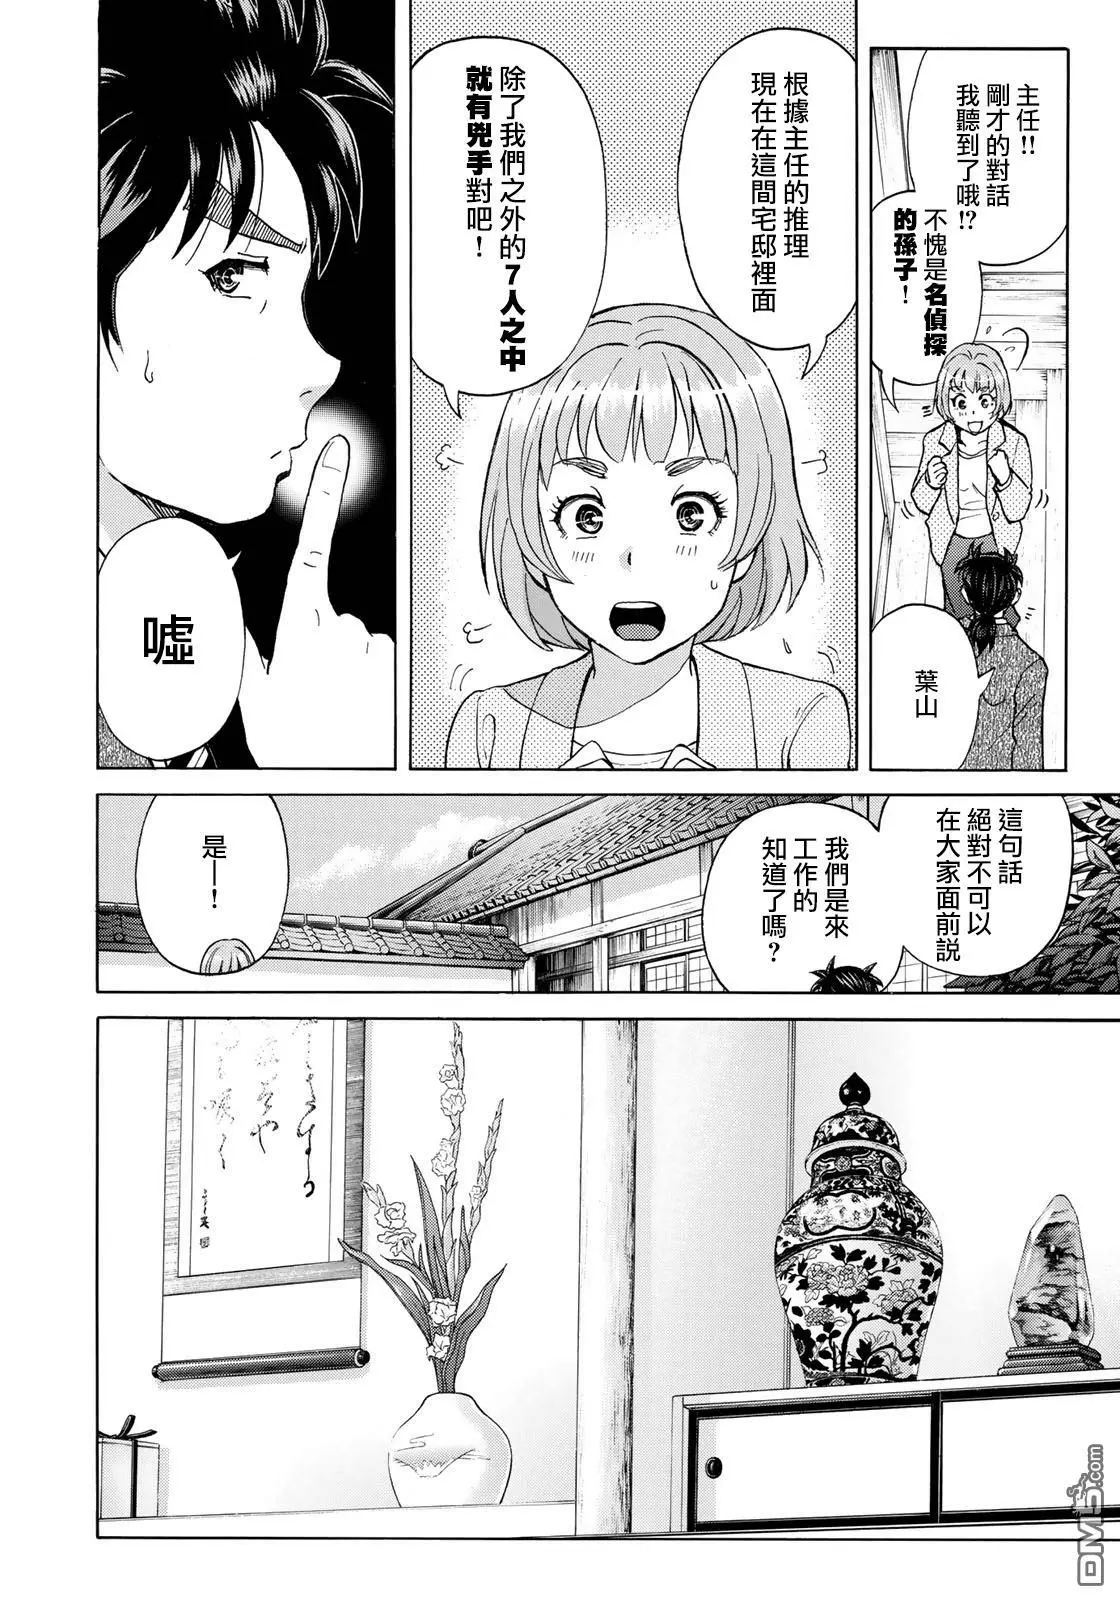 主任!!
剛才的對話
我聽到了哦!?
不愧是名偵探
的孫子!
葉山
根據主任的推理
現在在這間宅邸裡面
除了我們之外的7人之中
就有兇手對吧!
噓
這句話
絕對不可以
在大家面前説
我們是來
工作的
知道了嗎?
是—!
DM5.com